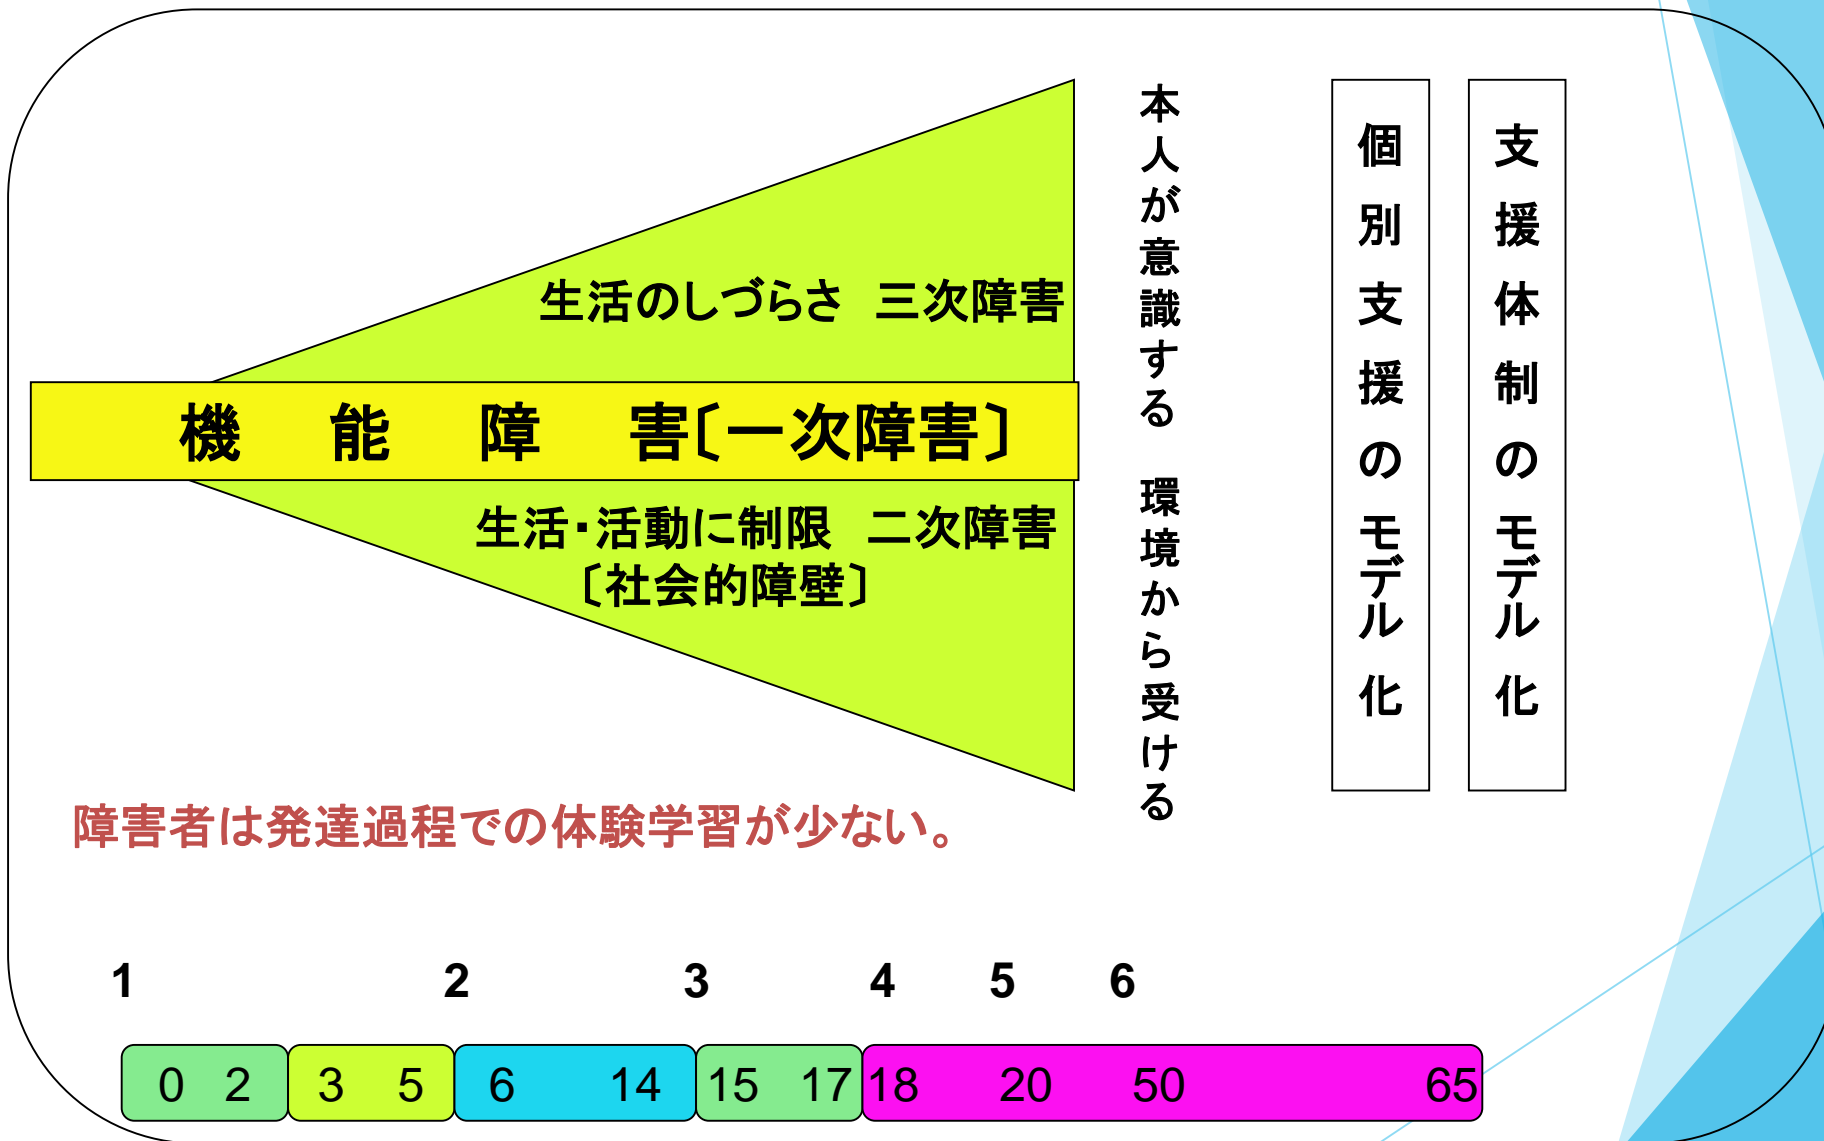 生活のしづらさ 三次障害
機 能 障 害〔一次障害〕
生活・活動に制限 二次障害
〔社会的障壁〕
本人が意識する 環境から受ける
個別支援のモデル化
支援体制のモデル化
障害者は発達過程での体験学習が少ない。
1 2 3 4 5 6
0 2 3 5 6 14 15 17 18 20 50 65